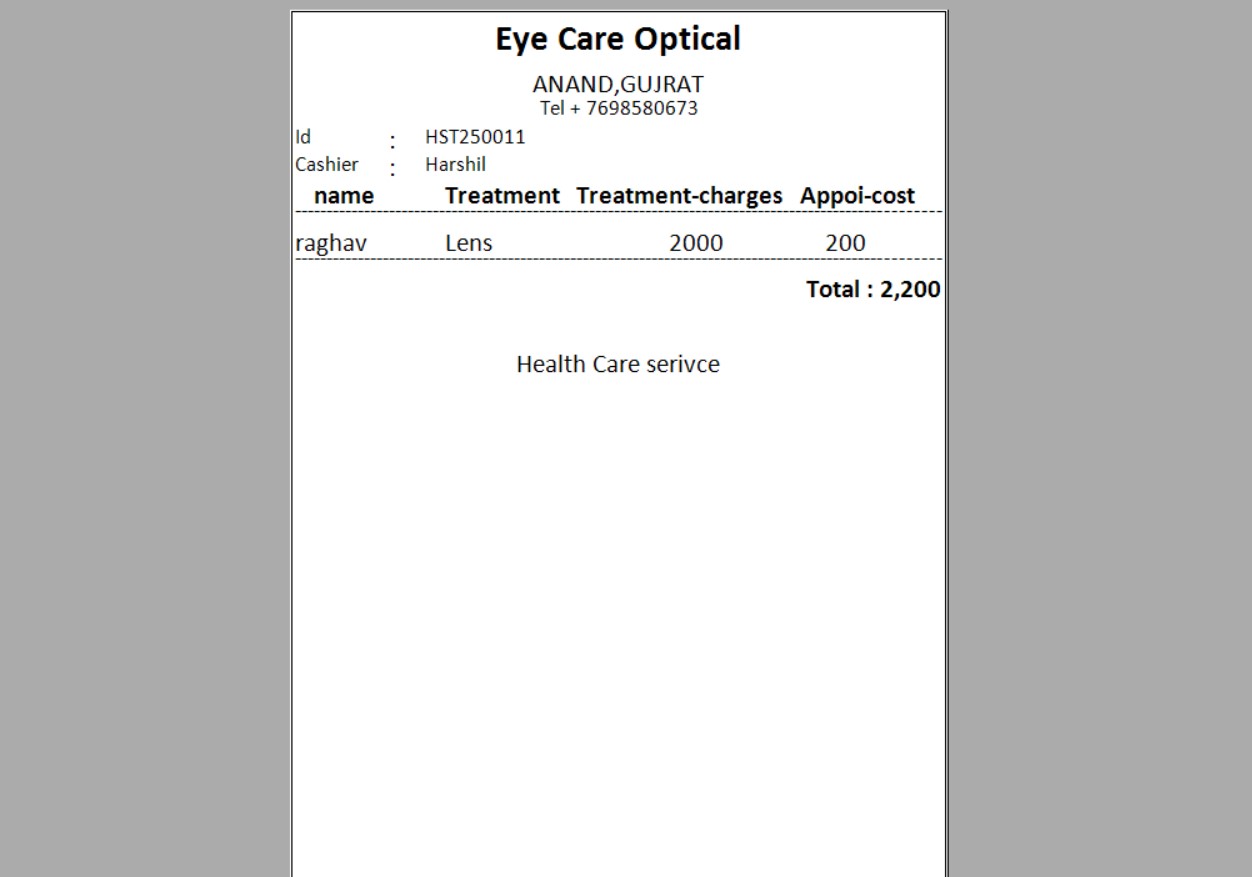 Eye Care Optical
ANAND,GUJRAT
Tel + 7698580673
Id : HST250011
Cashier : Harshil
name Treatment Treatment-charges Appoi-cost
raghav Lens 2000 200
Total : 2,200
Health Care serivce